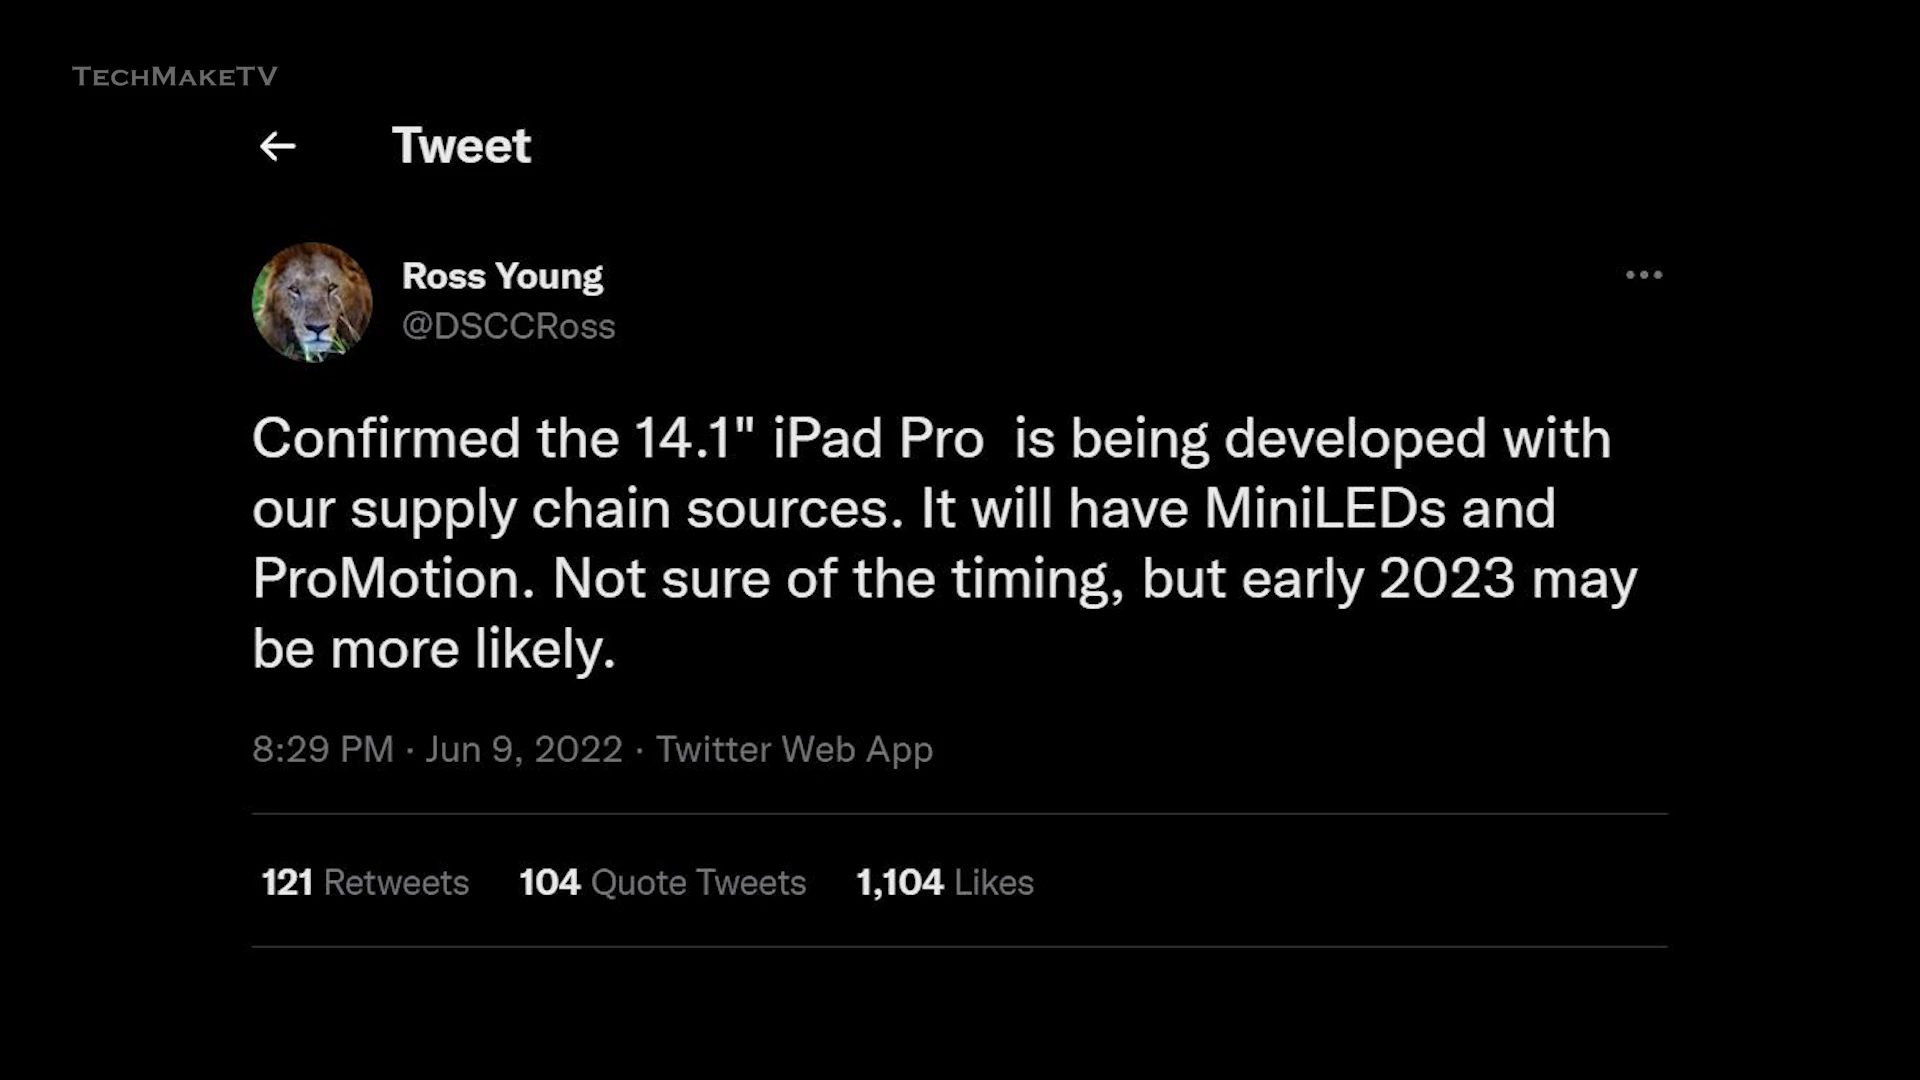 TechMakeTV
Tweet
Ross Young
@DSCCRoss
Confirmed the 14.1" iPad Pro  is being developed with
our supply chain sources. It will have MiniLEDs and
ProMotion. Not sure of the timing, but early 2023 may
be more likely.
8:29 PM · Jun 9, 2022 · Twitter Web App
121 Retweets 104 Quote Tweets 1,104 Likes